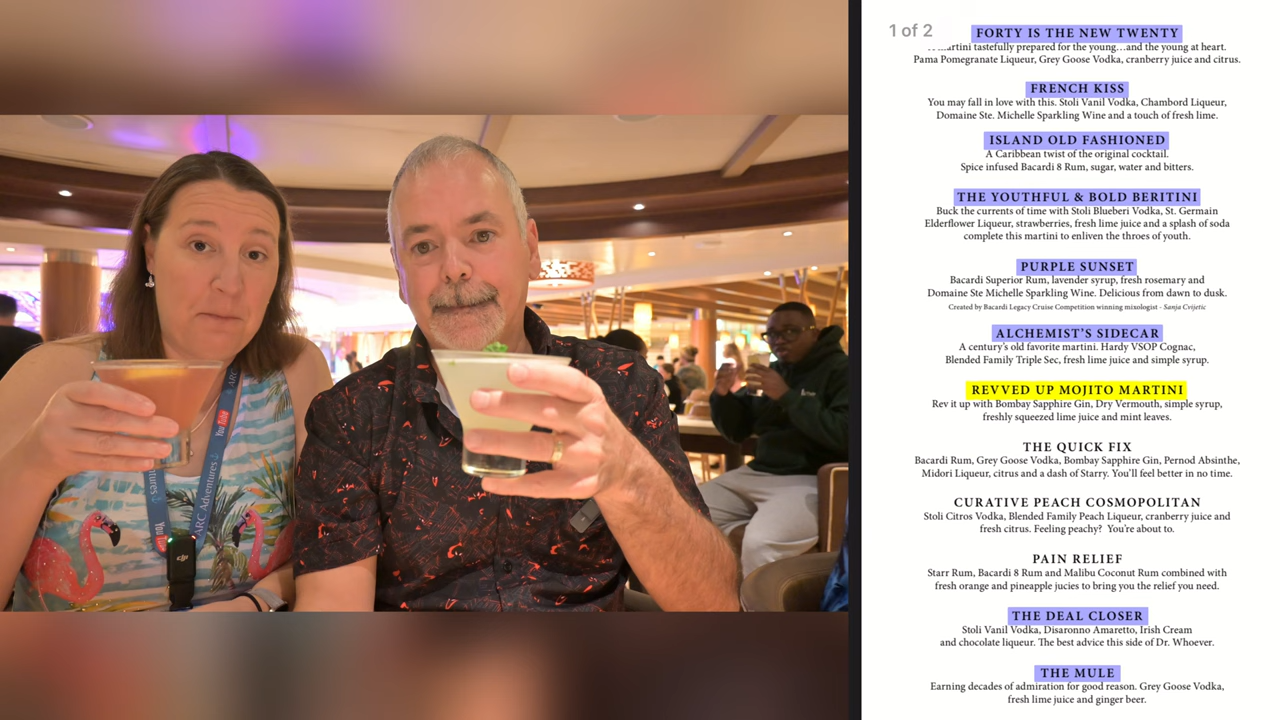 1 of 2
FORTY IS THE NEW TWENTY
martini tastefully prepared for the young...and the young at heart.
Pama Pomegranate Liqueur, Grey Goose Vodka, cranberry juice and citrus.
FRENCH KISS
You may fall in love with this. Stoli Vanil Vodka, Chambord Liqueur,
Domaine Ste. Michelle Sparkling Wine and a touch of fresh lime.
ISLAND OLD FASHIONED
A Caribbean twist of the original cocktail.
Spice infused Bacardi 8 Rum, sugar, water and bitters.
THE YOUTHFUL & BOLD BERITINI
Buck the currents of time with Stoli Blueberi Vodka, St. Germain
Elderflower Liqueur, strawberries, fresh lime juice and a splash of soda
complete this martini to enliven the throes of youth.
PURPLE SUNSET
Bacardi Superior Rum, lavender syrup, fresh rosemary and
Domaine Ste Michelle Sparkling Wine. Delicious from dawn to dusk.
Created by Bacardi Legacy Cruise Competition winning mixologist - Sanja Cvijetic
ALCHEMIST'S SIDECAR
A century's old favorite martini. Hardy VSOP Cognac,
Blended Family Triple Sec, fresh lime juice and simple syrup.
REVVED UP MOJITO MARTINI
Rev it up with Bombay Sapphire Gin, Dry Vermouth, simple syrup,
freshly squeezed lime juice and mint leaves.
THE QUICK FIX
Bacardi Rum, Grey Goose Vodka, Bombay Sapphire Gin, Pernod Absinthe,
Midori Liqueur, citrus and a dash of Starry. You'll feel better in no time.
CURATIVE PEACH COSMOPOLITAN
Stoli Citros Vodka, Blended Family Peach Liqueur, cranberry juice and
fresh citrus. Feeling peachy? You're about to.
PAIN RELIEF
Starr Rum, Bacardi 8 Rum and Malibu Coconut Rum combined with
fresh orange and pineapple jucies to bring you the relief you need.
THE DEAL CLOSER
Stoli Vanil Vodka, Disaronno Amaretto, Irish Cream
and chocolate liqueur. The best advice this side of Dr. Whoever.
THE MULE
Earning decades of admiration for good reason. Grey Goose Vodka,
fresh lime juice and ginger beer.
ARC
YouTube
ARC Adventures
You
dji